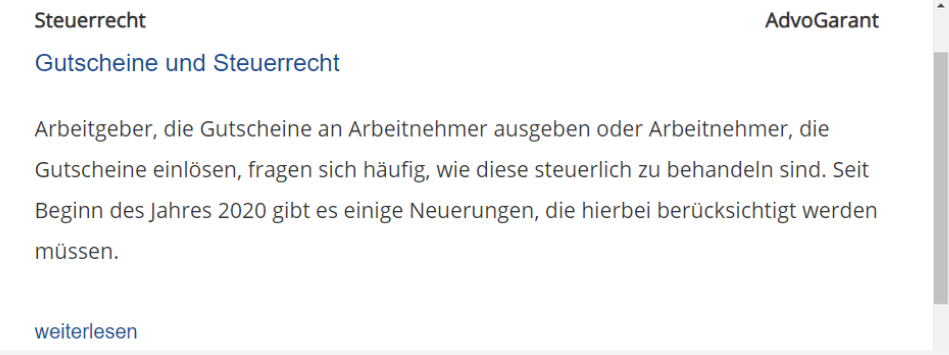 Steuerrecht AdvoGarant
Gutscheine und Steuerrecht
Arbeitgeber, die Gutscheine an Arbeitnehmer ausgeben oder Arbeitnehmer, die
Gutscheine einlösen, fragen sich häufig, wie diese steuerlich zu behandeln sind. Seit
Beginn des Jahres 2020 gibt es einige Neuerungen, die hierbei berücksichtigt werden
müssen.
weiterlesen